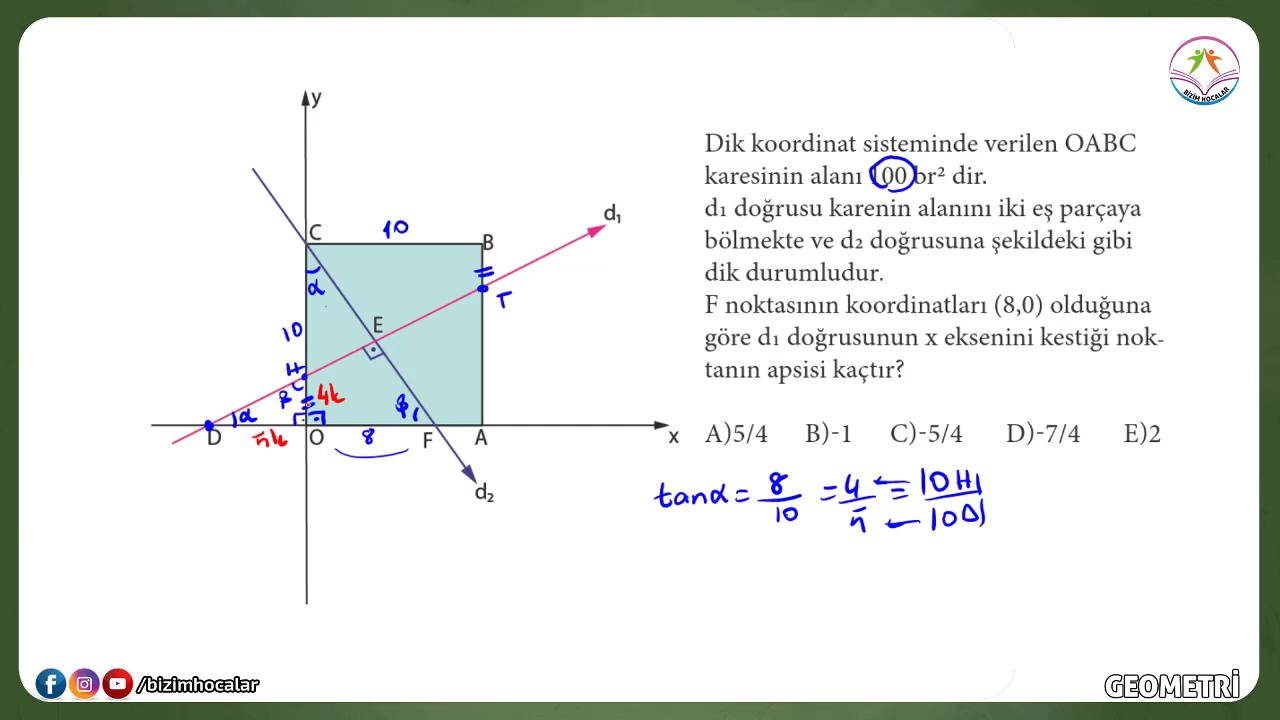 BİZİM HOCALAR
y
Dik koordinat sisteminde verilen OABC
karesinin alanı 100 br² dir.
d₁ doğrusu karenin alanını iki eş parçaya
bölmekte ve d₂ doğrusuna şekildeki gibi
dik durumludur.
F noktasının koordinatları (8,0) olduğuna
göre d₁ doğrusunun x eksenini kestiği nok-
tanın apsisi kaçtır?
A)5/4 B)-1 C)-5/4 D)-7/4 E)2
d₁
C 10 B
α T
10 E
H
4k
α
D 5k O 8 F A x
d₂
tanα = 8/10 = 4/5 = |OH|/|OD|
/bizimhocalar
GEOMETRİ